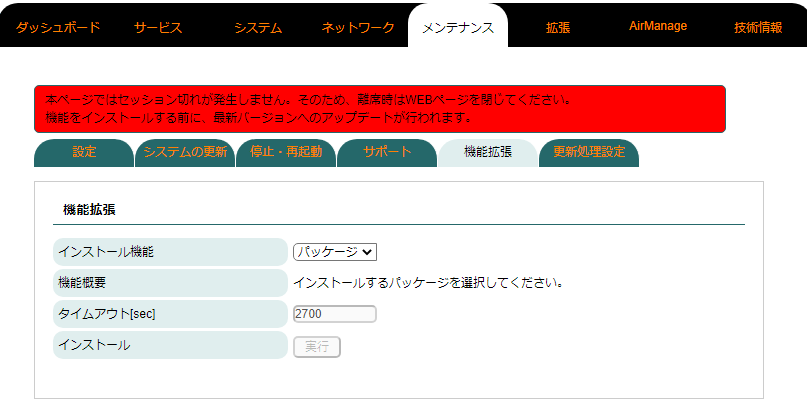 ダッシュボード サービス システム ネットワーク メンテナンス 拡張 AirManage 技術情報
本ページではセッション切れが発生しません。そのため、離席時はWEBページを閉じてください。
機能をインストールする前に、最新バージョンへのアップデートが行われます。
設定 システムの更新 停止・再起動 サポート 機能拡張 更新処理設定
機能拡張
インストール機能 パッケージ
機能概要 インストールするパッケージを選択してください。
タイムアウト[sec] 2700
インストール 実行